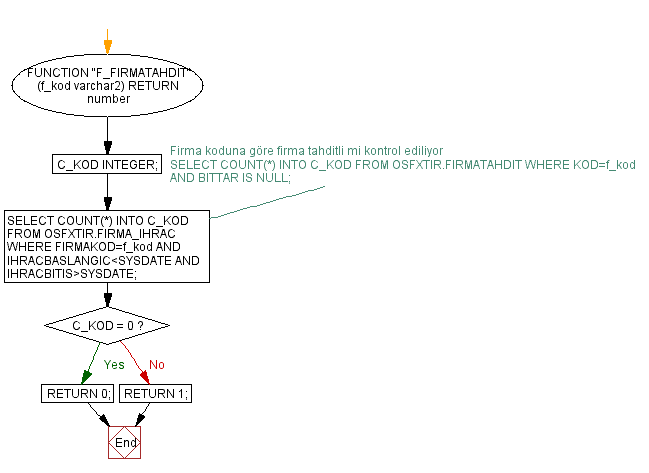 FUNCTION "F_FIRMATAHDIT"
(f_kod varchar2) RETURN
number
C_KOD INTEGER;
Firma koduna göre firma tahditli mi kontrol ediliyor
SELECT COUNT(*) INTO C_KOD FROM OSFXTIR.FIRMATAHDIT WHERE KOD=f_kod
AND BITTAR IS NULL;
SELECT COUNT(*) INTO C_KOD
FROM OSFXTIR.FIRMA_IHRAC
WHERE FIRMAKOD=f_kod AND
IHRACBASLANGIC<SYSDATE AND
IHRACBITIS>SYSDATE;
C_KOD = 0 ?
Yes
No
RETURN 0;
RETURN 1;
End